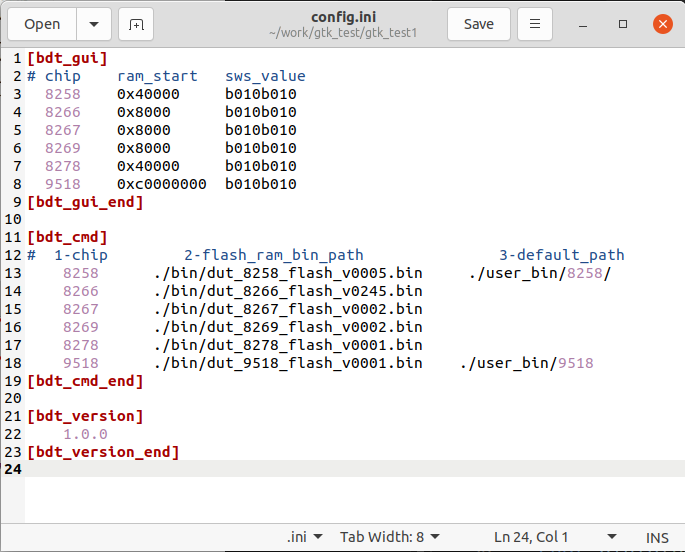 Open config.ini Save
~/work/gtk_test/gtk_test1
1 [bdt_gui]
2 # chip ram_start sws_value
3 8258 0x40000 b010b010
4 8266 0x8000 b010b010
5 8267 0x8000 b010b010
6 8269 0x8000 b010b010
7 8278 0x40000 b010b010
8 9518 0xc0000000 b010b010
9 [bdt_gui_end]
10
11 [bdt_cmd]
12 # 1-chip 2-flash_ram_bin_path 3-default_path
13 8258 ./bin/dut_8258_flash_v0005.bin ./user_bin/8258/
14 8266 ./bin/dut_8266_flash_v0245.bin
15 8267 ./bin/dut_8267_flash_v0002.bin
16 8269 ./bin/dut_8269_flash_v0002.bin
17 8278 ./bin/dut_8278_flash_v0001.bin
18 9518 ./bin/dut_9518_flash_v0001.bin ./user_bin/9518
19 [bdt_cmd_end]
20
21 [bdt_version]
22 1.0.0
23 [bdt_version_end]
24
.ini Tab Width: 8 Ln 24, Col 1 INS